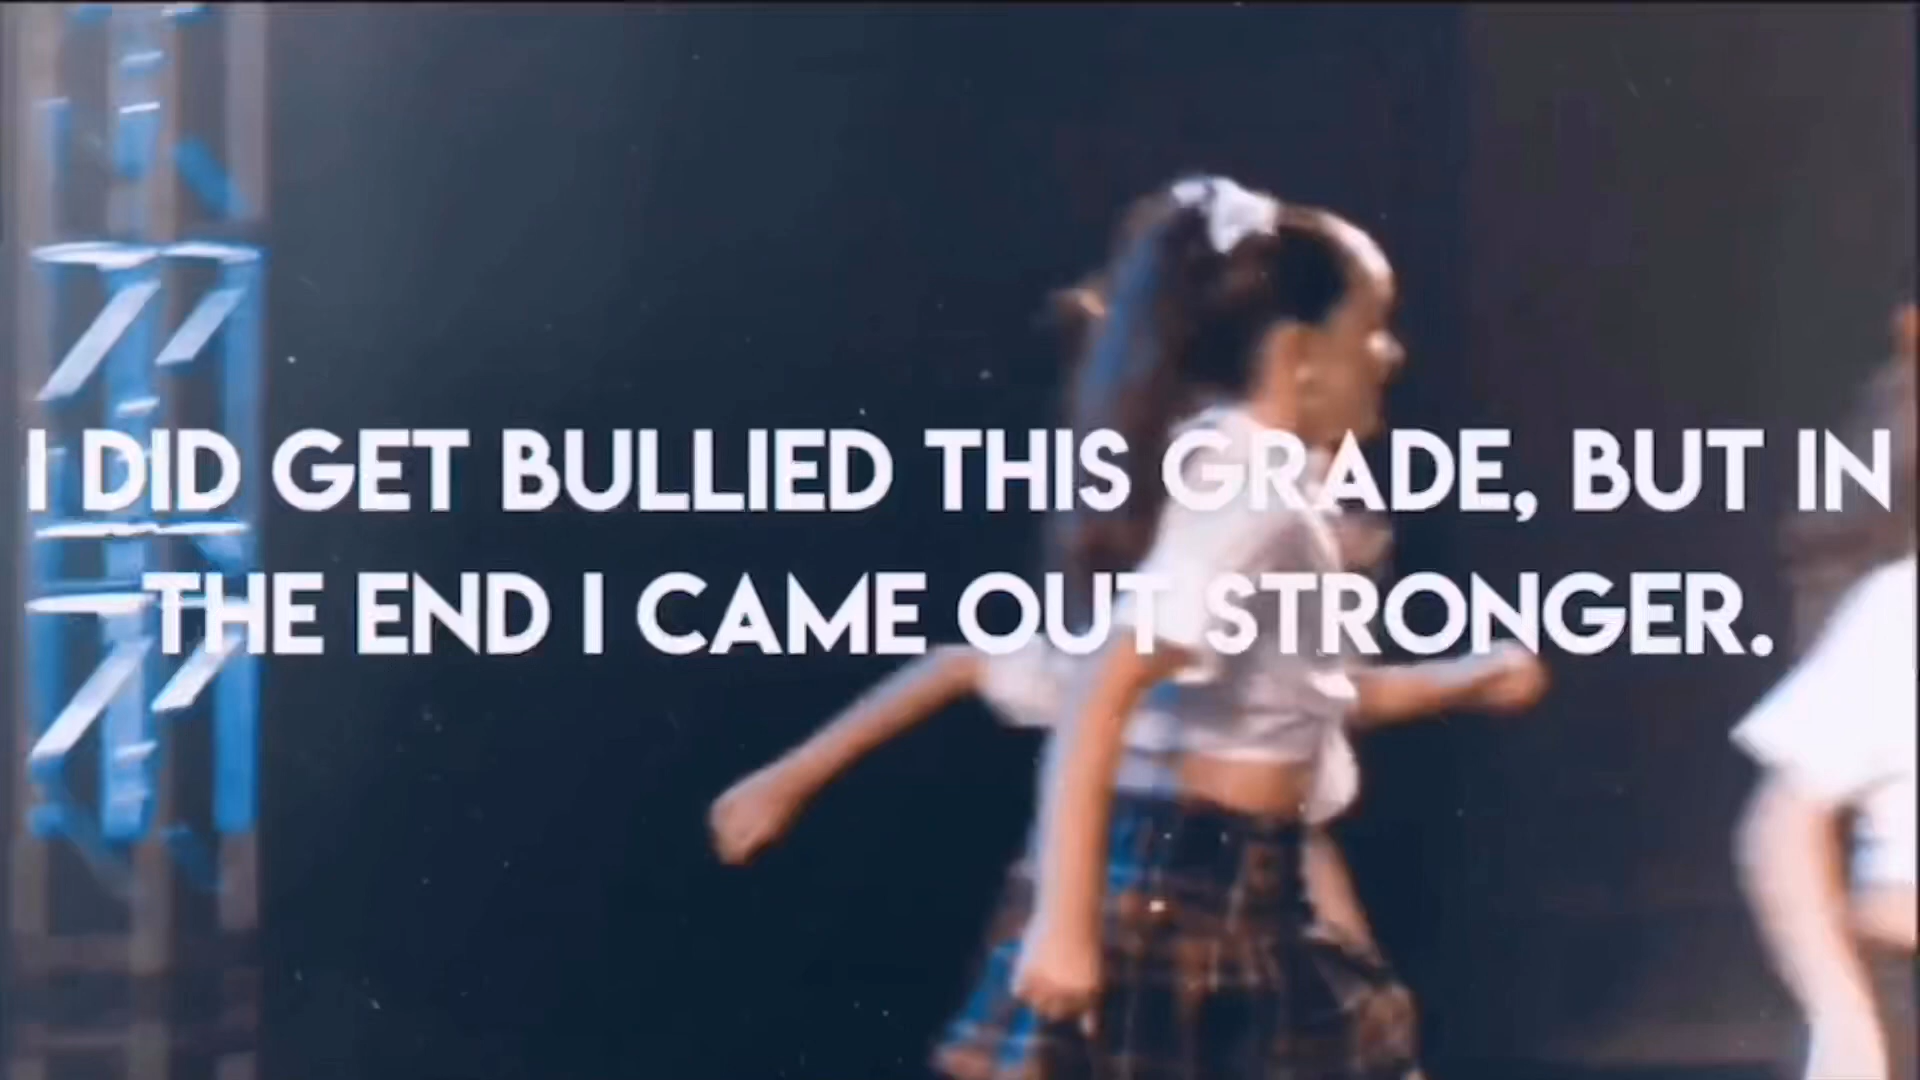 I DID GET BULLIED THIS GRADE, BUT IN
THE END I CAME OUT STRONGER.